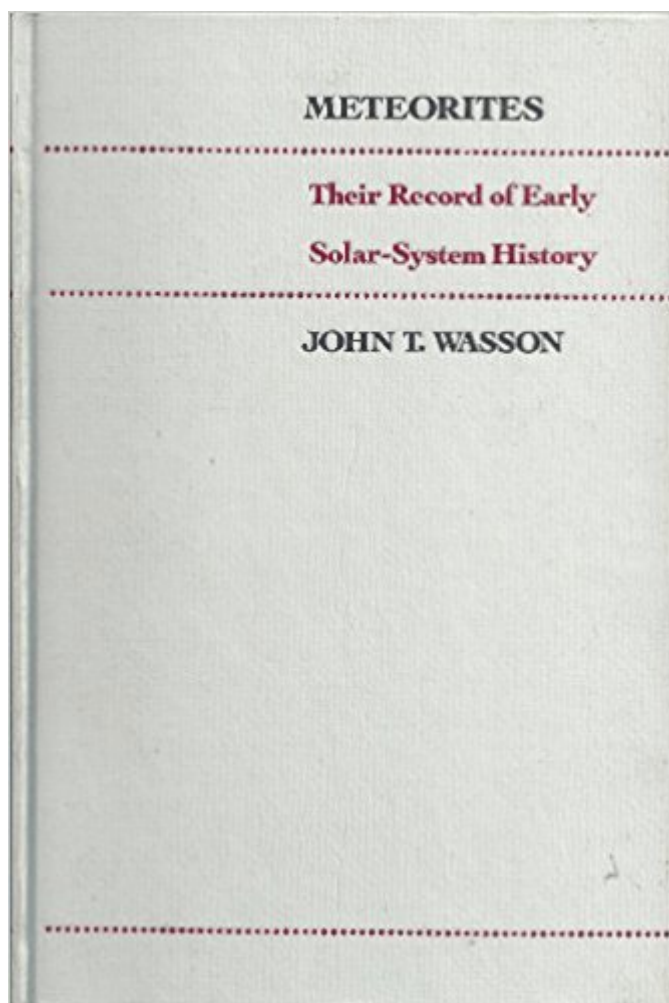 METEORITES
Their Record of Early
Solar-System History
JOHN T. WASSON